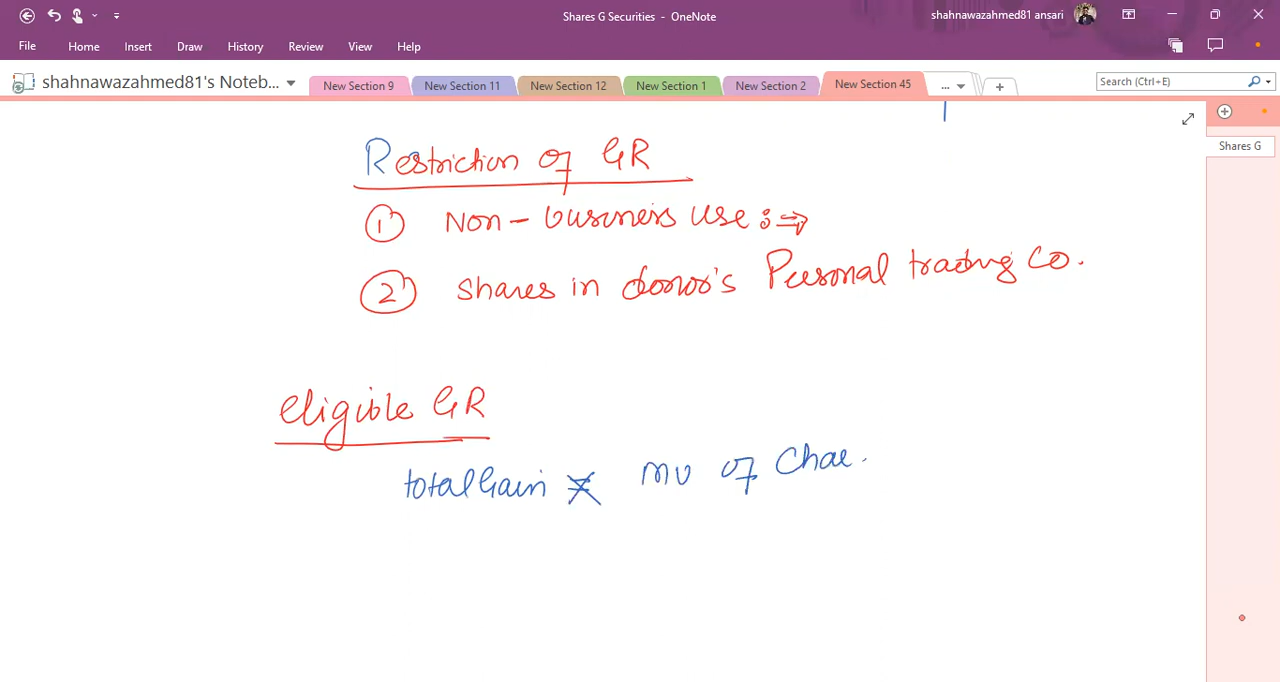 Shares G Securities - OneNote
shahnawazahmed81 ansari
File Home Insert Draw History Review View Help
shahnawazahmed81's Noteb...
New Section 9 New Section 11 New Section 12 New Section 1 New Section 2 New Section 45 ...
Search (Ctrl+E)
Shares G
Restriction of GR
1 Non - business use : ⇒
2 Shares in donor's Personal trading Co.
Eligible GR
total Gain × MV of Chae